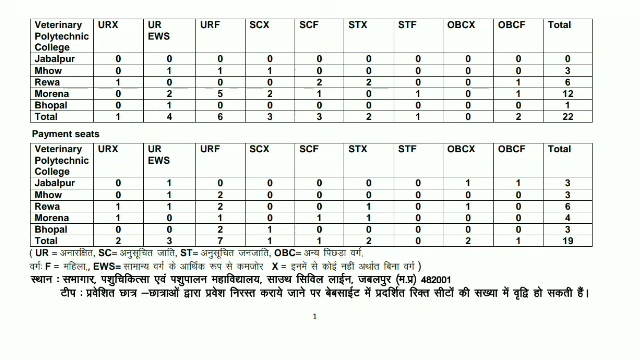 Veterinary Polytechnic College URX UR EWS URF SCX SCF STX STF OBCX OBCF Total
Jabalpur 0 0 0 0 0 0 0 0 0 0
Mhow 0 1 1 1 0 0 0 0 0 3
Rewa 1 0 0 0 2 2 0 0 1 6
Morena 0 2 5 2 1 0 1 0 1 12
Bhopal 0 1 0 0 0 0 0 0 0 1
Total 1 4 6 3 3 2 1 0 2 22
Payment seats
Veterinary Polytechnic College URX UR EWS URF SCX SCF STX STF OBCX OBCF Total
Jabalpur 0 1 0 0 0 0 0 1 1 3
Mhow 0 1 2 0 0 0 0 0 0 3
Rewa 1 1 2 0 0 1 0 1 0 6
Morena 1 0 1 0 1 1 0 0 0 4
Bhopal 0 0 2 1 0 0 0 0 0 3
Total 2 3 7 1 1 2 0 2 1 19
( UR = अनारक्षित, SC= अनुसूचित जाति, ST= अनुसूचित जनजाति, OBC= अन्य पिछडा वर्ग,
वर्गः F = महिला,, EWS= सामान्य वर्ग के आर्थिक रूप से कमजोर X = इनमें से कोई नही अर्थात बिना वर्ग )
स्थान : सभागार, पशुचिकित्सा एवं पशुपालन महाविद्यालय, साउथ सिविल लाईन, जबलपुर (म.प्र) 482001
टीप : प्रवेशित छात्र –छात्राओं द्वारा प्रवेश निरस्त कराये जाने पर बेबसाईट में प्रदर्शित रिक्त सीटों की सख्या में वृद्वि हो सकती हैं।
1